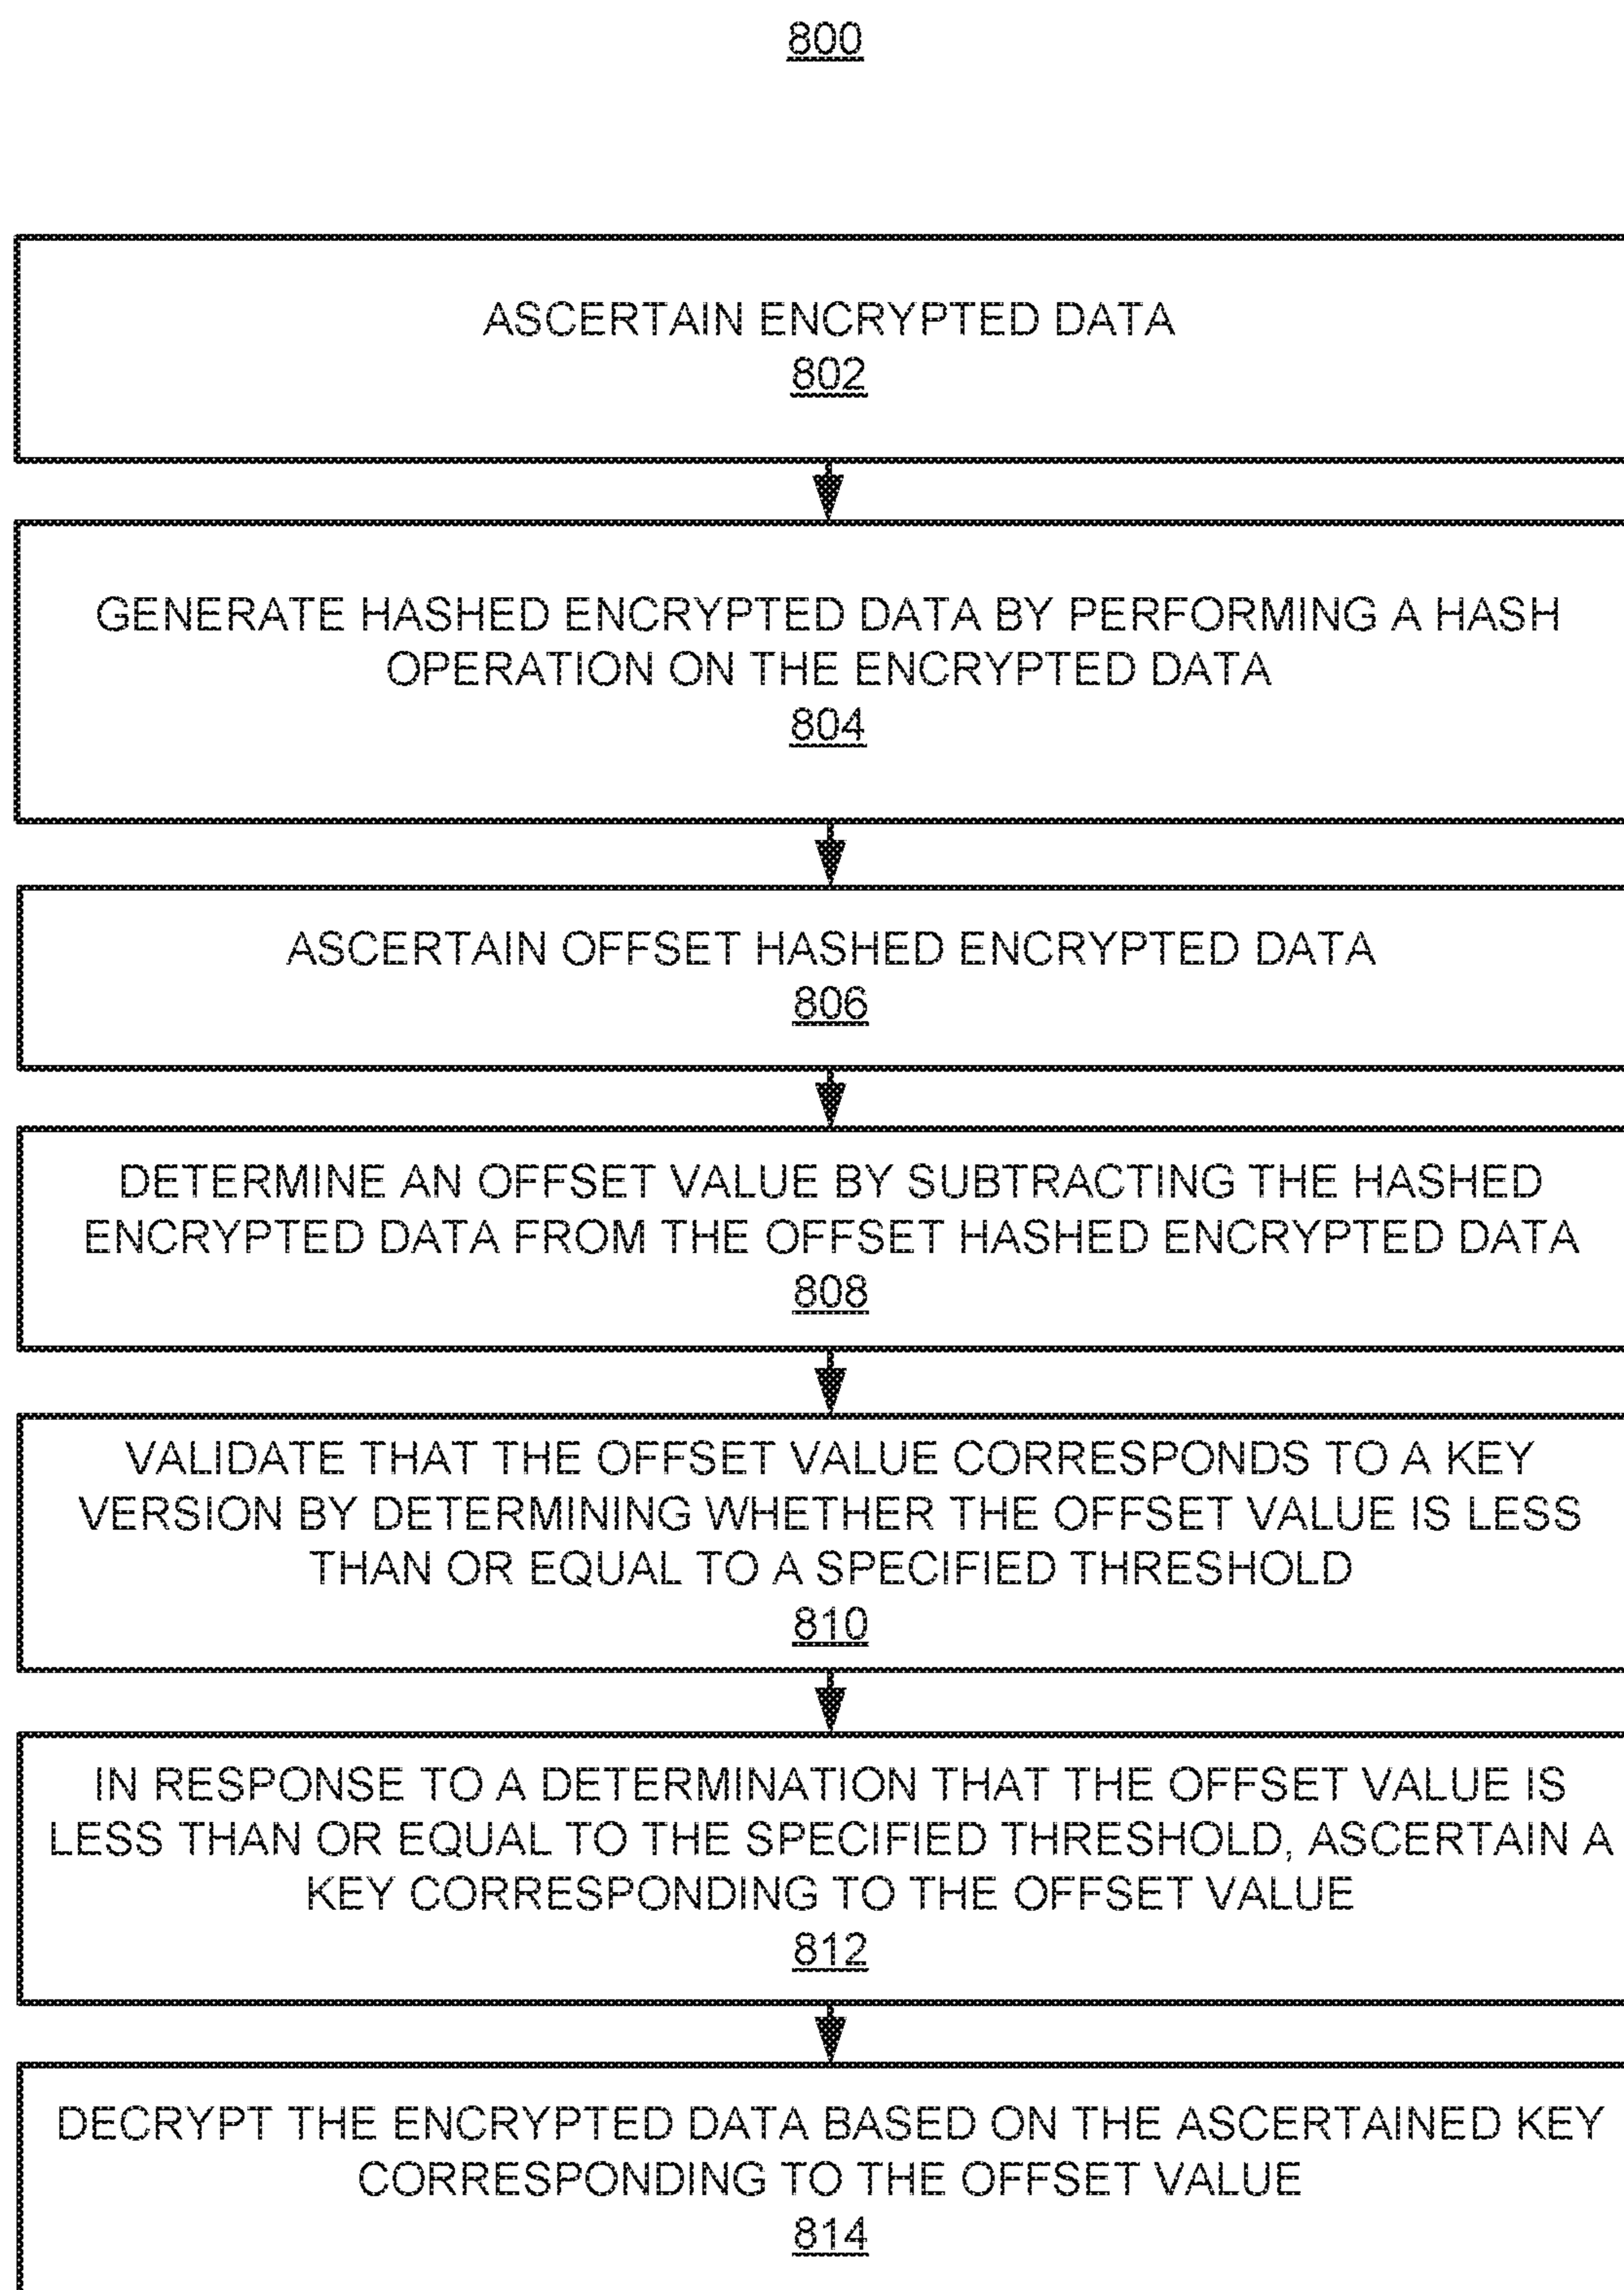 800
ASCERTAIN ENCRYPTED DATA
802
GENERATE HASHED ENCRYPTED DATA BY PERFORMING A HASH
OPERATION ON THE ENCRYPTED DATA
804
ASCERTAIN OFFSET HASHED ENCRYPTED DATA
806
DETERMINE AN OFFSET VALUE BY SUBTRACTING THE HASHED
ENCRYPTED DATA FROM THE OFFSET HASHED ENCRYPTED DATA
808
VALIDATE THAT THE OFFSET VALUE CORRESPONDS TO A KEY
VERSION BY DETERMINING WHETHER THE OFFSET VALUE IS LESS
THAN OR EQUAL TO A SPECIFIED THRESHOLD
810
IN RESPONSE TO A DETERMINATION THAT THE OFFSET VALUE IS
LESS THAN OR EQUAL TO THE SPECIFIED THRESHOLD, ASCERTAIN A
KEY CORRESPONDING TO THE OFFSET VALUE
812
DECRYPT THE ENCRYPTED DATA BASED ON THE ASCERTAINED KEY
CORRESPONDING TO THE OFFSET VALUE
814